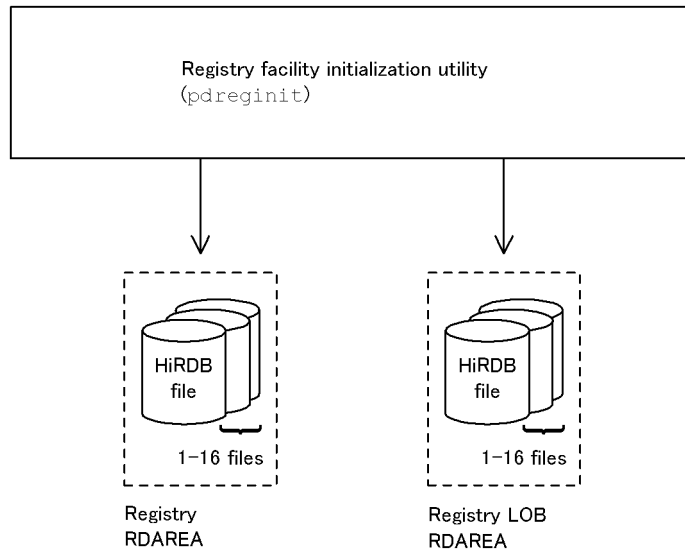 Registry facility initialization utility
(pdreginit)
HiRDB
file
1-16 files
Registry
RDAREA
HiRDB
file
1-16 files
Registry LOB
RDAREA